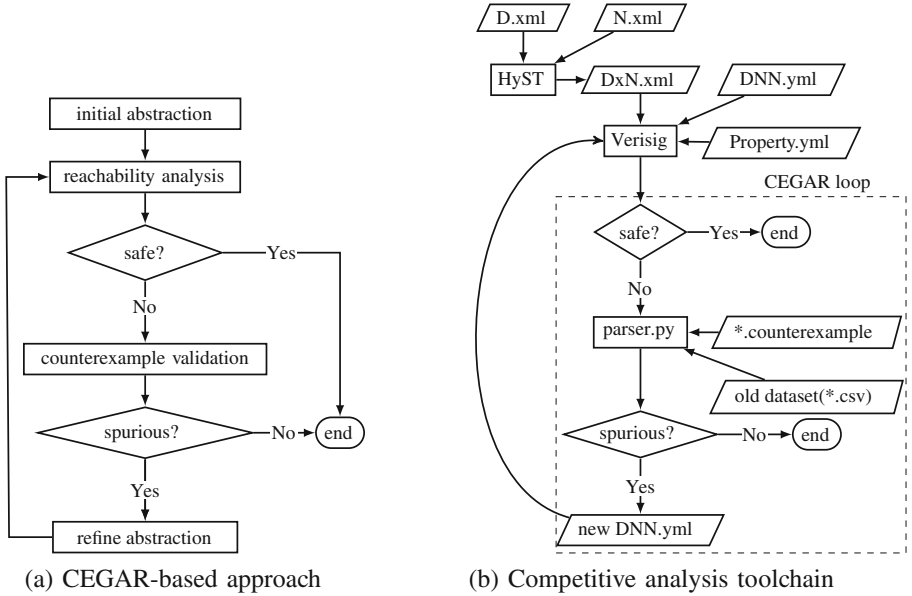 initial abstraction
reachability analysis
safe?
Yes
No
counterexample validation
spurious?
No
end
Yes
refine abstraction
(a) CEGAR-based approach
D.xml
N.xml
HyST
DxN.xml
DNN.yml
Verisig
Property.yml
CEGAR loop
safe?
Yes
end
No
parser.py
*.counterexample
old dataset(*.csv)
spurious?
No
end
Yes
new DNN.yml
(b) Competitive analysis toolchain